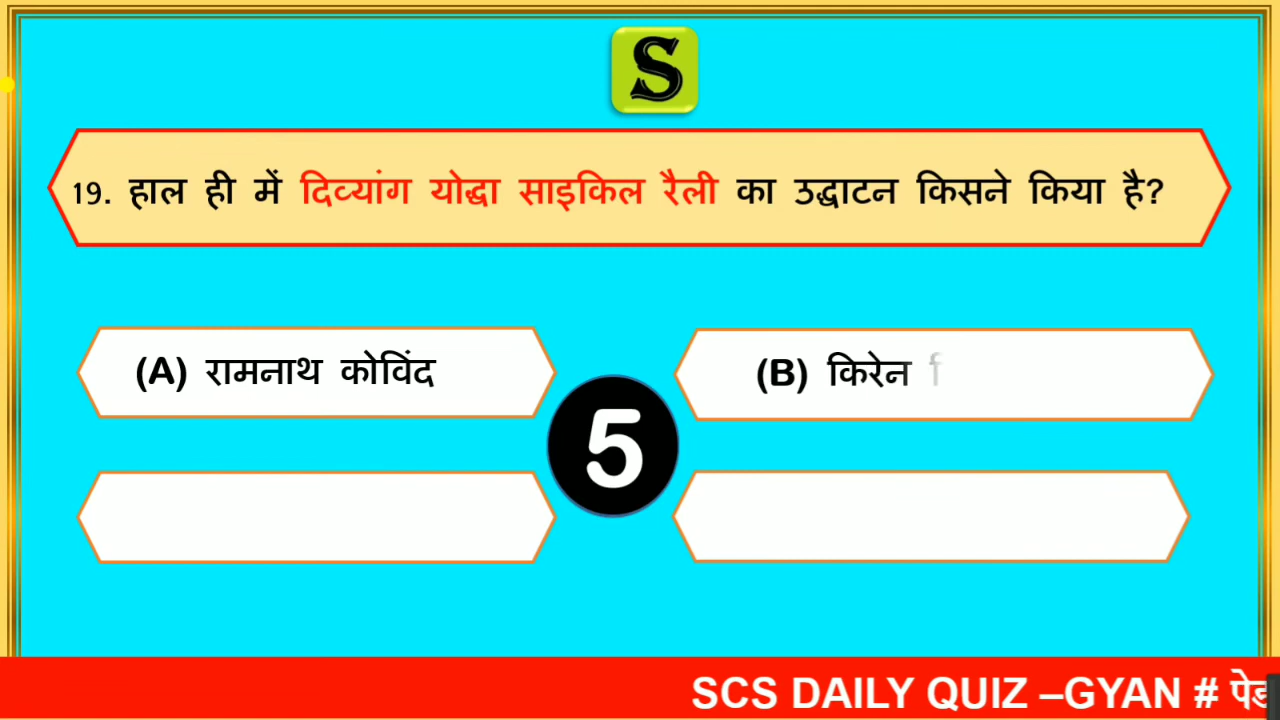 S
19. हाल ही में दिव्यांग योद्धा साइकिल रैली का उद्घाटन किसने किया है?
(A) रामनाथ कोविंद
(B) किरेन
5
SCS DAILY QUIZ –GYAN #